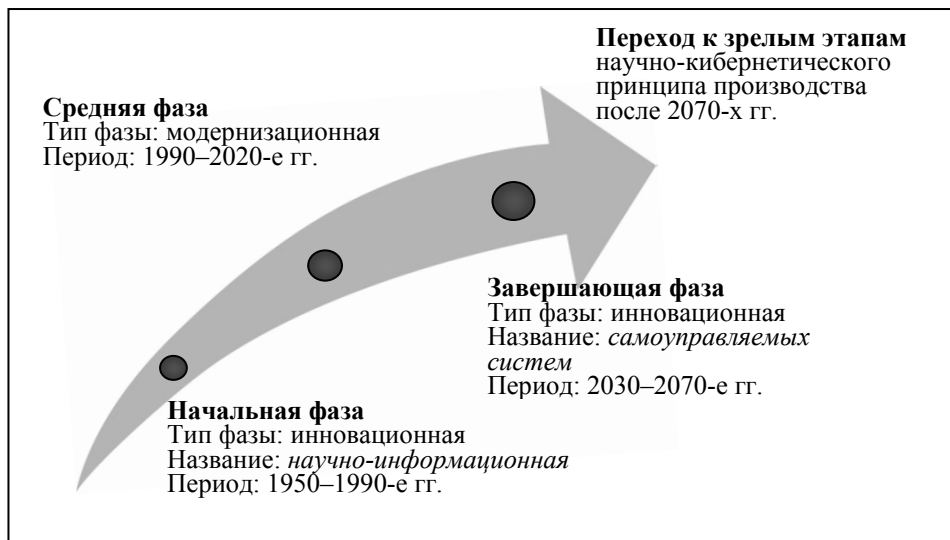 Переход к зрелым этапам
научно-кибернетического
принципа производства
после 2070-х гг.
Средняя фаза
Тип фазы: модернизационная
Период: 1990–2020-е гг.
Завершающая фаза
Тип фазы: инновационная
Название: самоуправляемых
систем
Период: 2030–2070-е гг.
Начальная фаза
Тип фазы: инновационная
Название: научно-информационная
Период: 1950–1990-е гг.